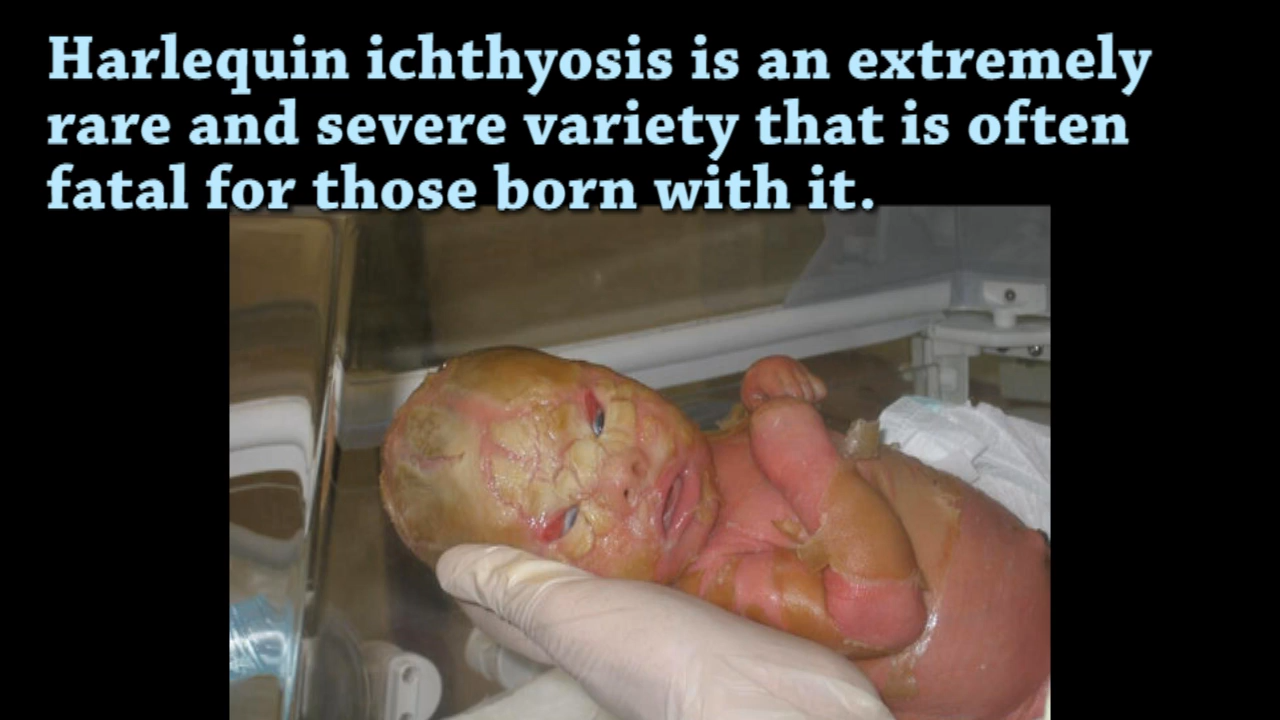 Harlequin ichthyosis is an extremely
rare and severe variety that is often
fatal for those born with it.